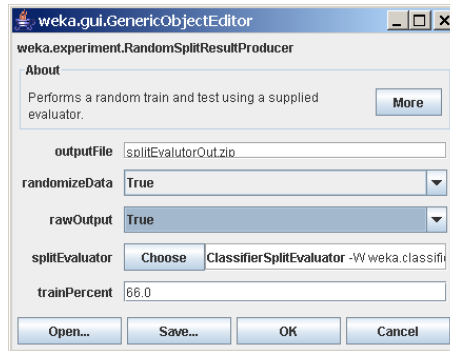 weka.gui.GenericObjectEditor
weka.experiment.RandomSplitResultProducer
About
Performs a random train and test using a supplied
evaluator.
More
outputFile splitEvalutorOut.zip
randomizeData True
rawOutput True
splitEvaluator Choose ClassifierSplitEvaluator -W weka.classifi
trainPercent 66.0
Open... Save... OK Cancel